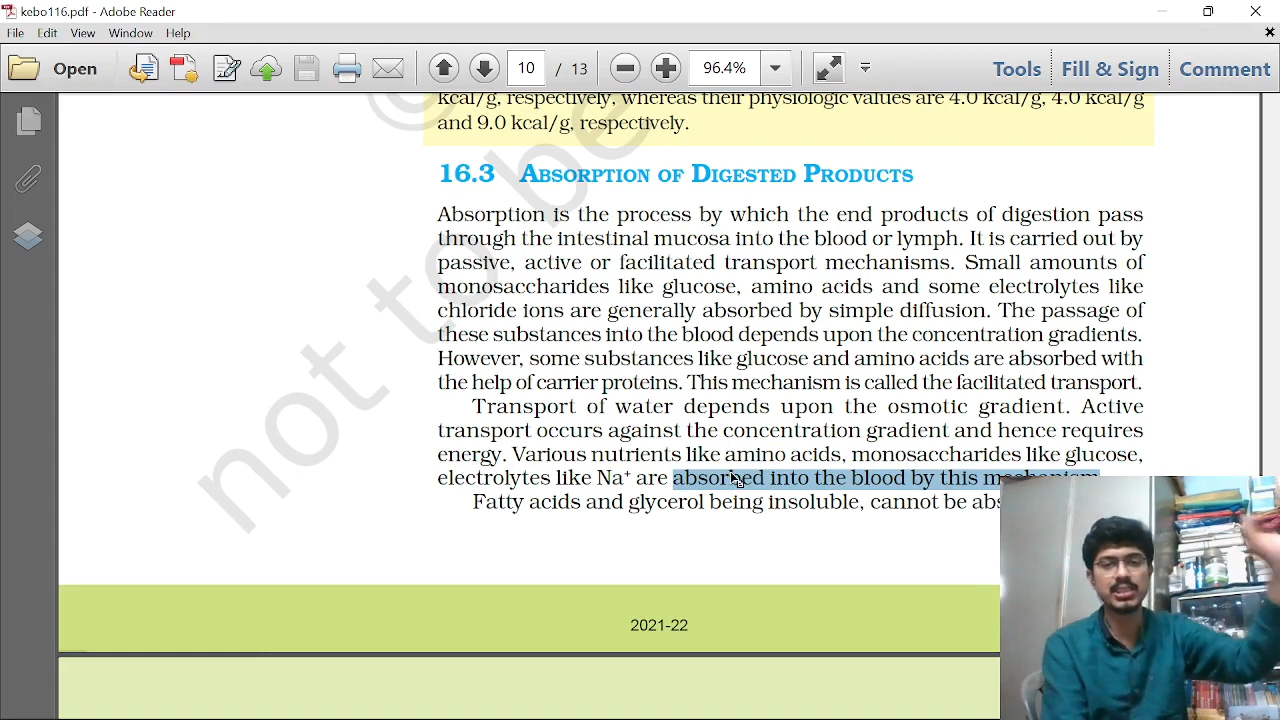 kebo116.pdf - Adobe Reader
File Edit View Window Help
Open 10 / 13 96.4% Tools Fill & Sign Comment
kcal/g, respectively, whereas their physiologic values are 4.0 kcal/g, 4.0 kcal/g
and 9.0 kcal/g, respectively.
16.3 Absorption of Digested Products
Absorption is the process by which the end products of digestion pass
through the intestinal mucosa into the blood or lymph. It is carried out by
passive, active or facilitated transport mechanisms. Small amounts of
monosaccharides like glucose, amino acids and some electrolytes like
chloride ions are generally absorbed by simple diffusion. The passage of
these substances into the blood depends upon the concentration gradients.
However, some substances like glucose and amino acids are absorbed with
the help of carrier proteins. This mechanism is called the facilitated transport.
Transport of water depends upon the osmotic gradient. Active
transport occurs against the concentration gradient and hence requires
energy. Various nutrients like amino acids, monosaccharides like glucose,
electrolytes like Na⁺ are absorbed into the blood by this mechanism.
Fatty acids and glycerol being insoluble, cannot be abs
not to be
©
2021-22